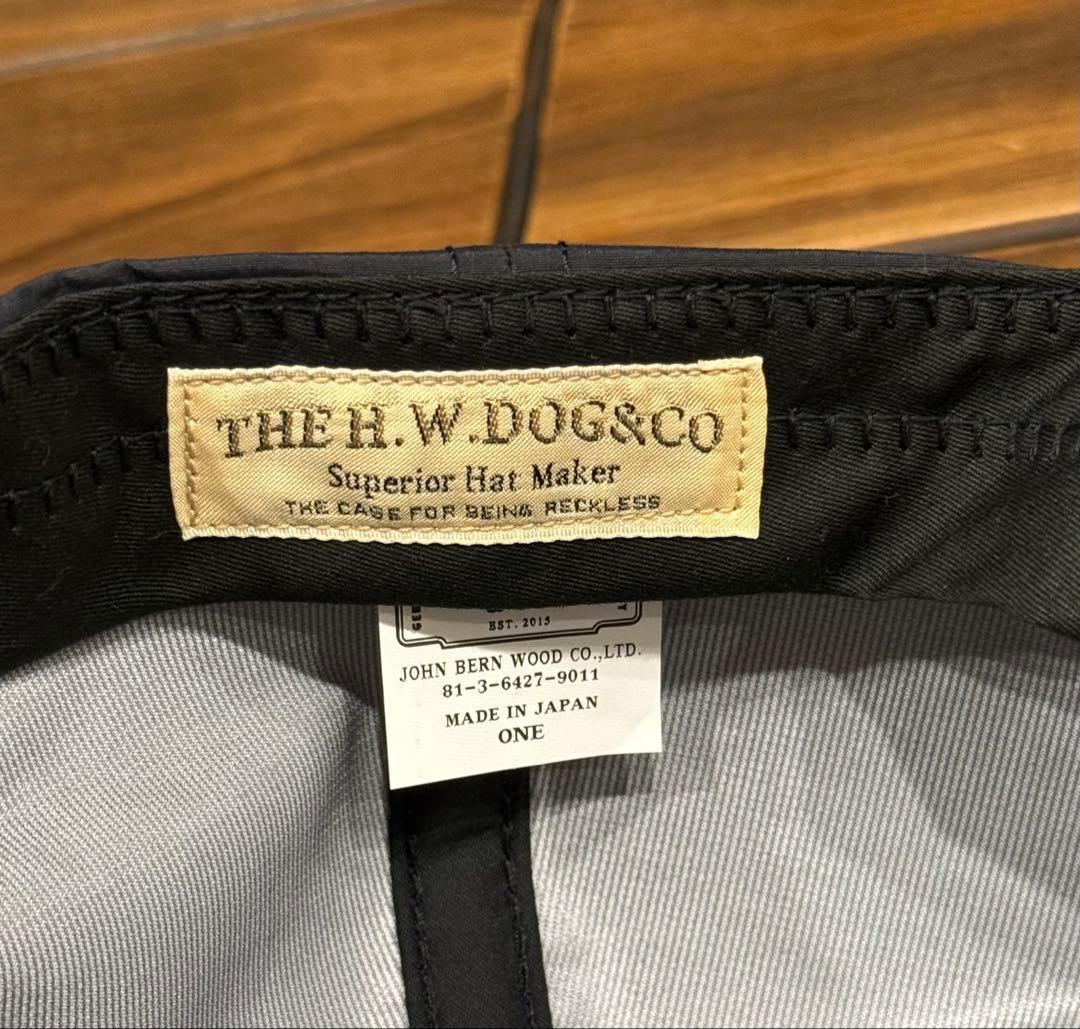 THE H.W.DOG&CO
Superior Hat Maker
THE CASE FOR BEING RECKLESS
EST. 2015
JOHN BERN WOOD CO.,LTD.
81-3-6427-9011
MADE IN JAPAN
ONE